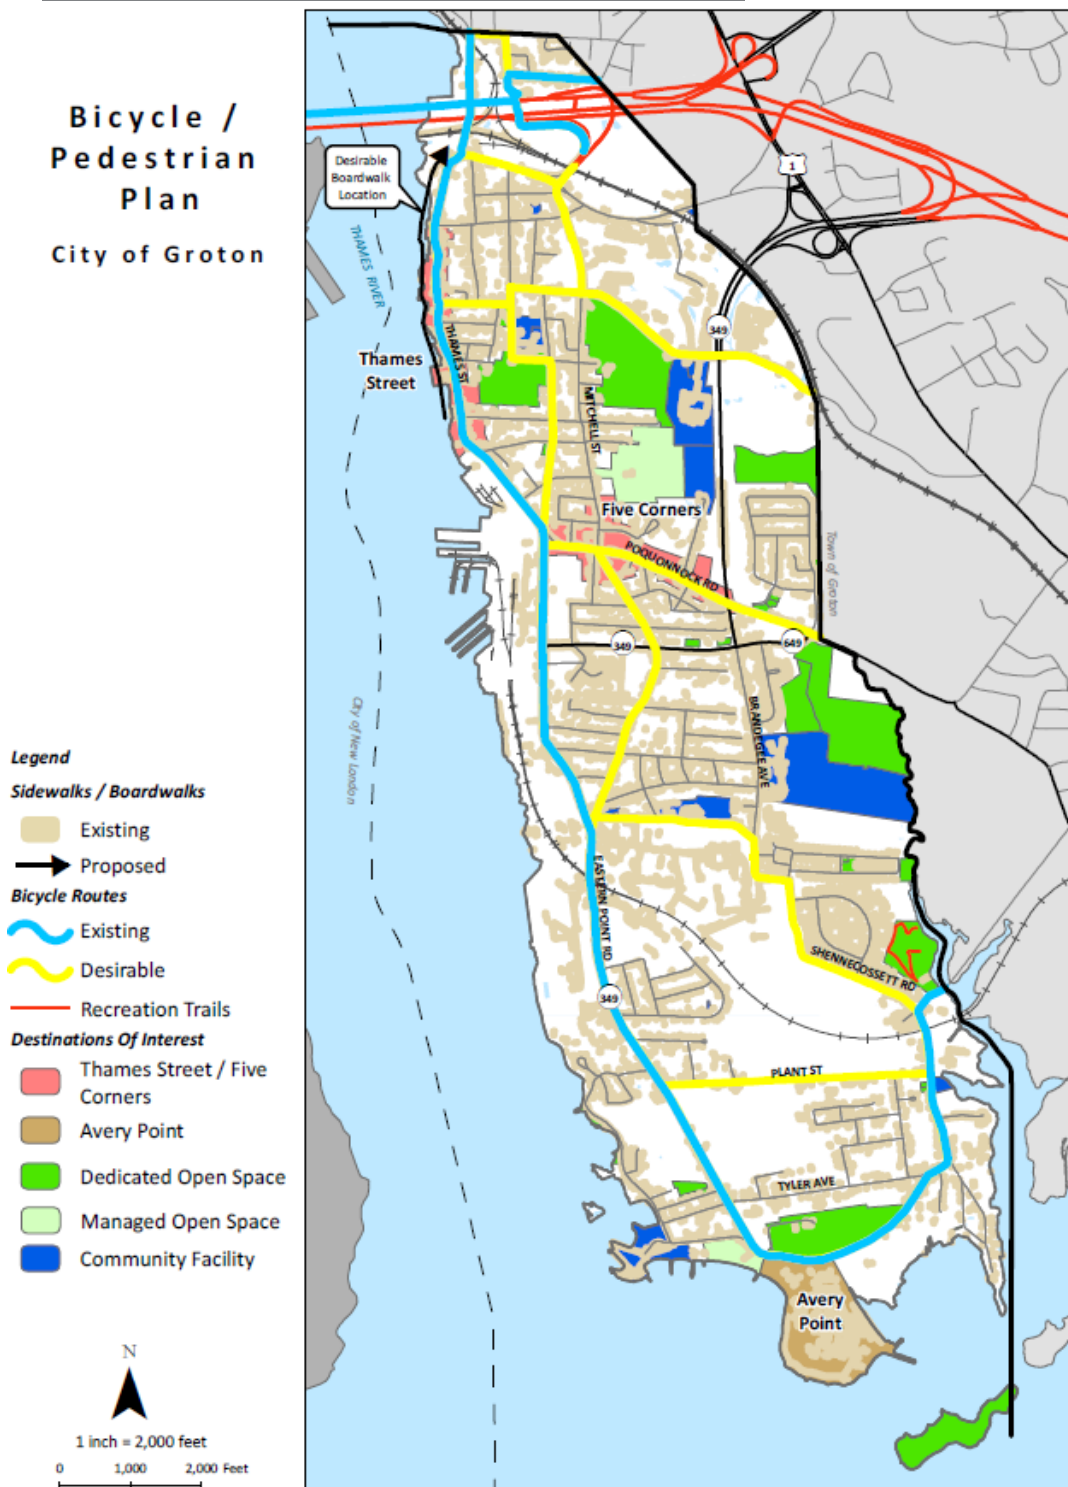 Bicycle /
Pedestrian
Plan
City of Groton
Desirable
Boardwalk
Location
THAMES RIVER
1
349
Thames
Street
THAMES ST
MITCHELL ST
Five Corners
POQUONNOCK RD
Town of Groton
349
649
BRANDEGEE AVE
City of New London
EASTERN POINT RD
SHENNECOSSETT RD
349
PLANT ST
TYLER AVE
Avery
Point
Legend
Sidewalks / Boardwalks
Existing
Proposed
Bicycle Routes
Existing
Desirable
Recreation Trails
Destinations Of Interest
Thames Street / Five
Corners
Avery Point
Dedicated Open Space
Managed Open Space
Community Facility
N
1 inch = 2,000 feet
0 1,000 2,000 Feet